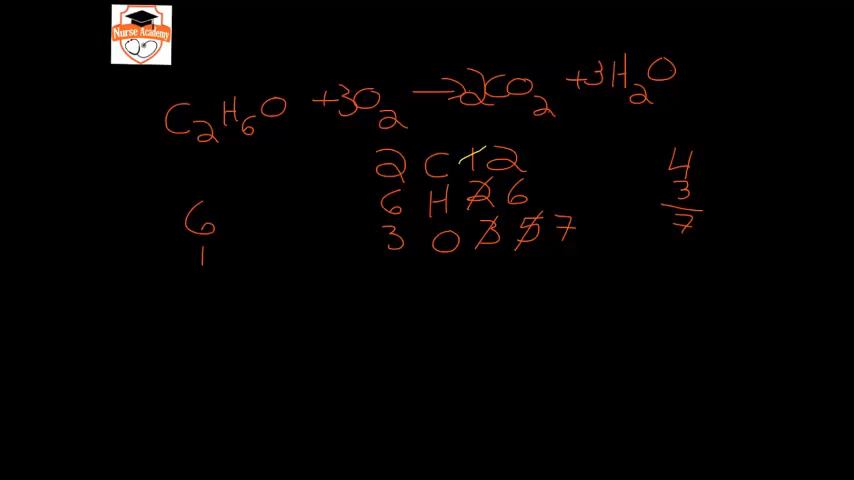 Nurse Academy
C₂H₆O +3O₂ → 2CO₂ +3H₂O
2 C 1 2 4
6 H 2 6 3
6 3 O 3 5 7 7
1